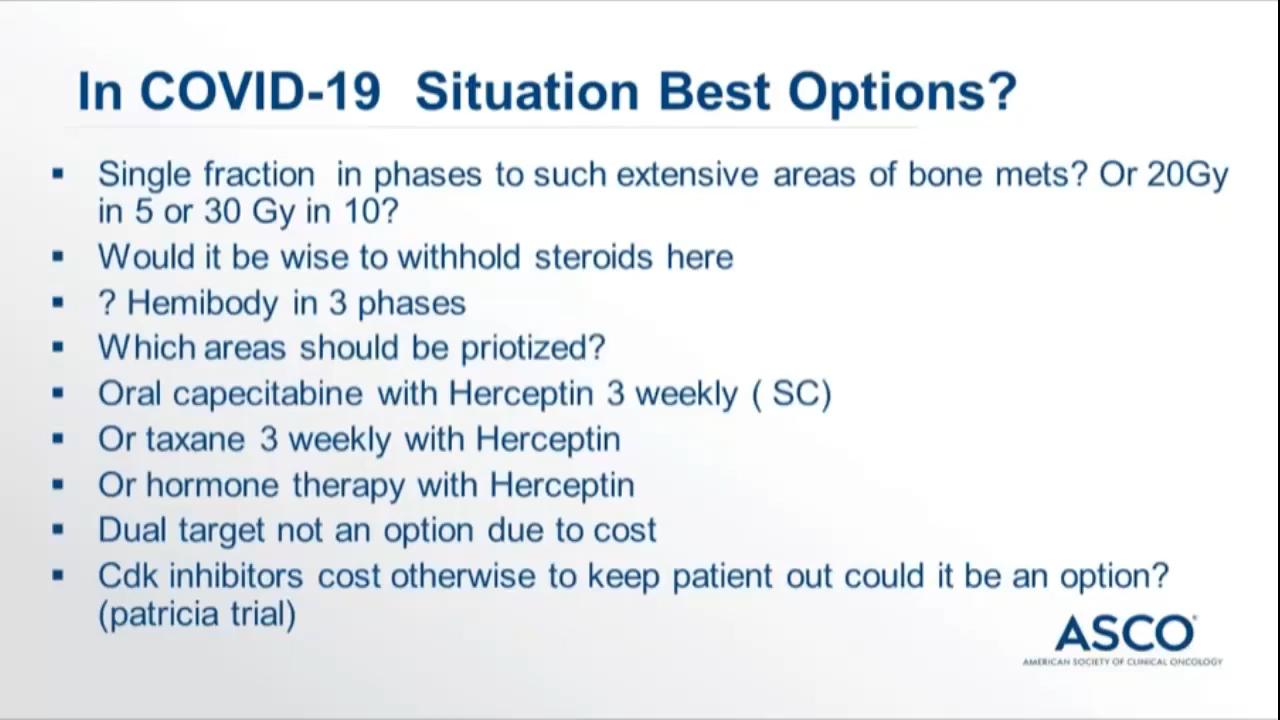 In COVID-19 Situation Best Options?
▪ Single fraction in phases to such extensive areas of bone mets? Or 20Gy
in 5 or 30 Gy in 10?
▪ Would it be wise to withhold steroids here
▪ ? Hemibody in 3 phases
▪ Which areas should be priotized?
▪ Oral capecitabine with Herceptin 3 weekly ( SC)
▪ Or taxane 3 weekly with Herceptin
▪ Or hormone therapy with Herceptin
▪ Dual target not an option due to cost
▪ Cdk inhibitors cost otherwise to keep patient out could it be an option?
(patricia trial)
ASCO
AMERICAN SOCIETY OF CLINICAL ONCOLOGY